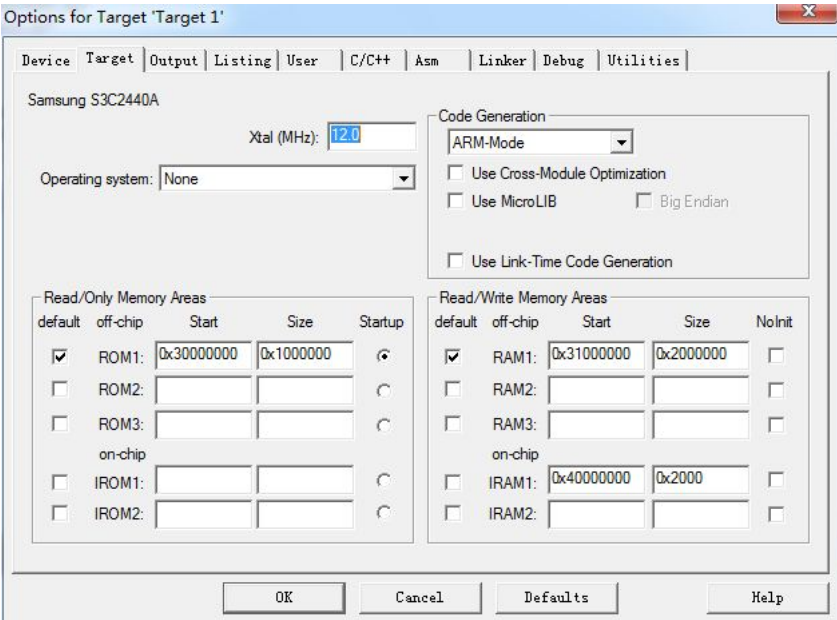 Options for Target 'Target 1'
Device Target Output Listing User C/C++ Asm Linker Debug Utilities
Samsung S3C2440A
Xtal (MHz): 12.0
Operating system: None
Code Generation
ARM-Mode
Use Cross-Module Optimization
Use MicroLIB Big Endian
Use Link-Time Code Generation
Read/Only Memory Areas
default off-chip Start Size Startup
ROM1: 0x30000000 0x1000000
ROM2:
ROM3:
on-chip
IROM1:
IROM2:
Read/Write Memory Areas
default off-chip Start Size NoInit
RAM1: 0x31000000 0x2000000
RAM2:
RAM3:
on-chip
IRAM1: 0x40000000 0x2000
IRAM2:
OK Cancel Defaults Help